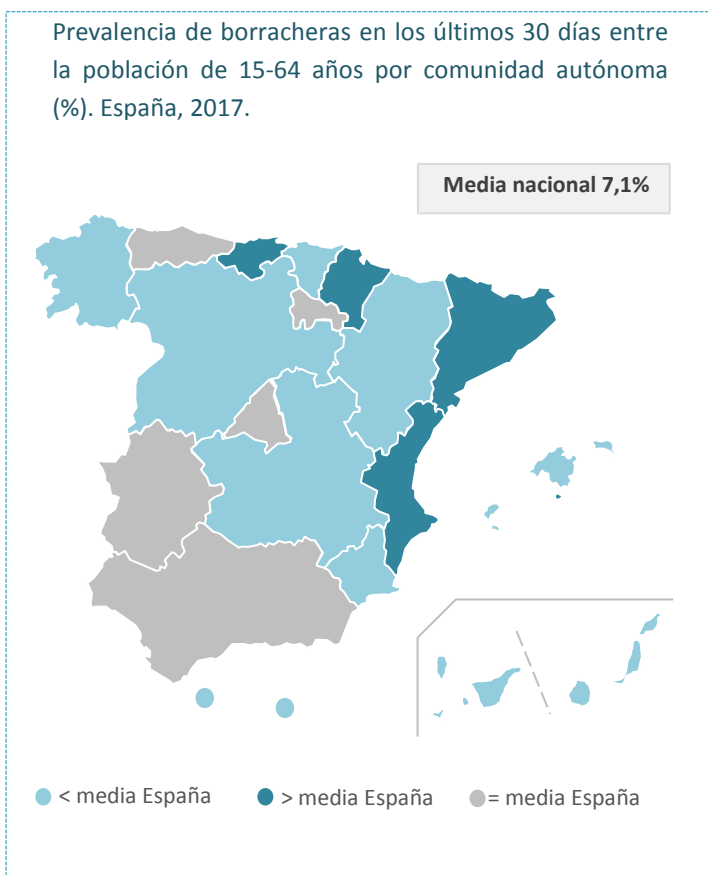 Prevalencia de borracheras en los últimos 30 días entre
la población de 15-64 años por comunidad autónoma
(%). España, 2017.
Media nacional 7,1%
< media España
> media España
= media España